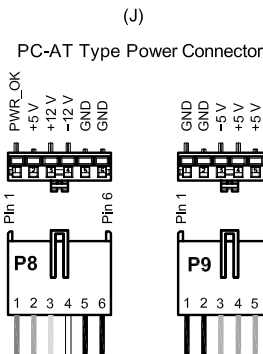 (J)
PC-AT Type Power Connector
PWR_OK
+5 V
+12 V
−12 V
GND
GND
GND
GND
−5 V
+5 V
+5 V
Pin 1
Pin 6
Pin 1
P8
P9
1 2 3 4 5 6
1 2 3 4 5